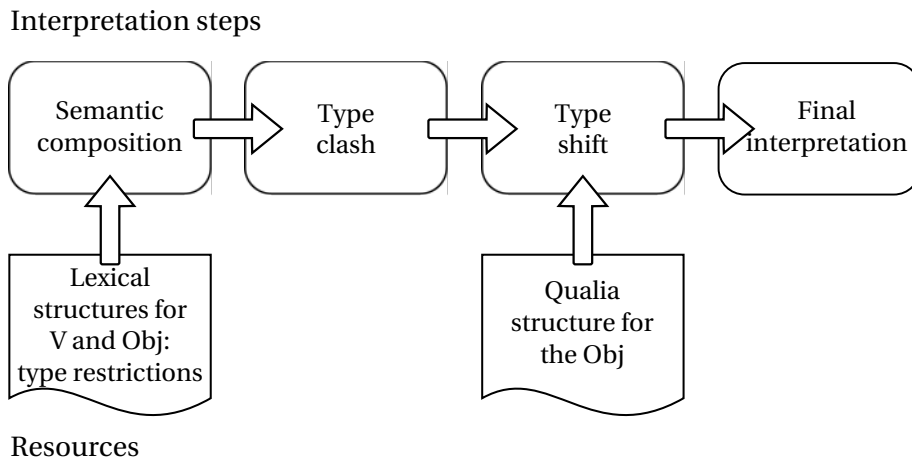 Interpretation steps
Semantic
composition
Type
clash
Type
shift
Final
interpretation
Lexical
structures for
V and Obj:
type restrictions
Qualia
structure for
the Obj
Resources